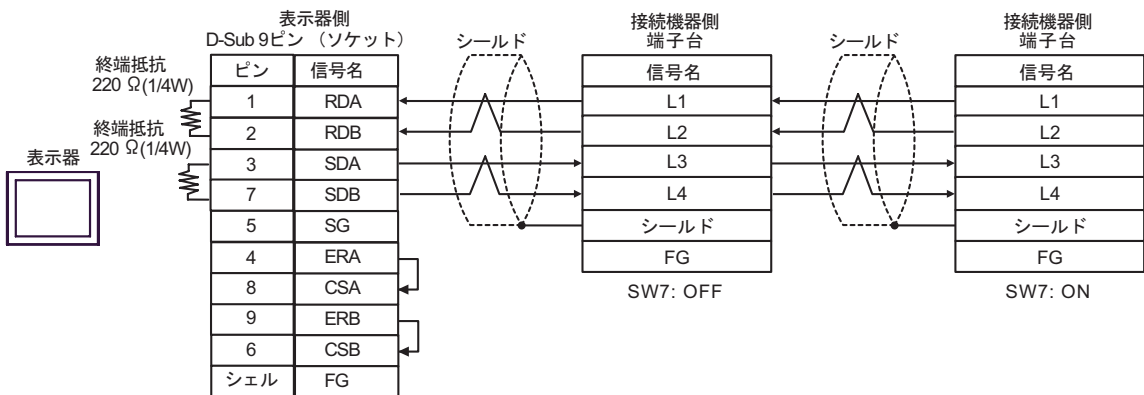 表示器側
D-Sub 9ピン （ソケット）
終端抵抗
220 Ω(1/4W)
終端抵抗
220 Ω(1/4W)
表示器
ピン 信号名
1 RDA
2 RDB
3 SDA
7 SDB
5 SG
4 ERA
8 CSA
9 ERB
6 CSB
シェル FG
シールド
接続機器側
端子台
信号名
L1
L2
L3
L4
シールド
FG
SW7: OFF
シールド
接続機器側
端子台
信号名
L1
L2
L3
L4
シールド
FG
SW7: ON